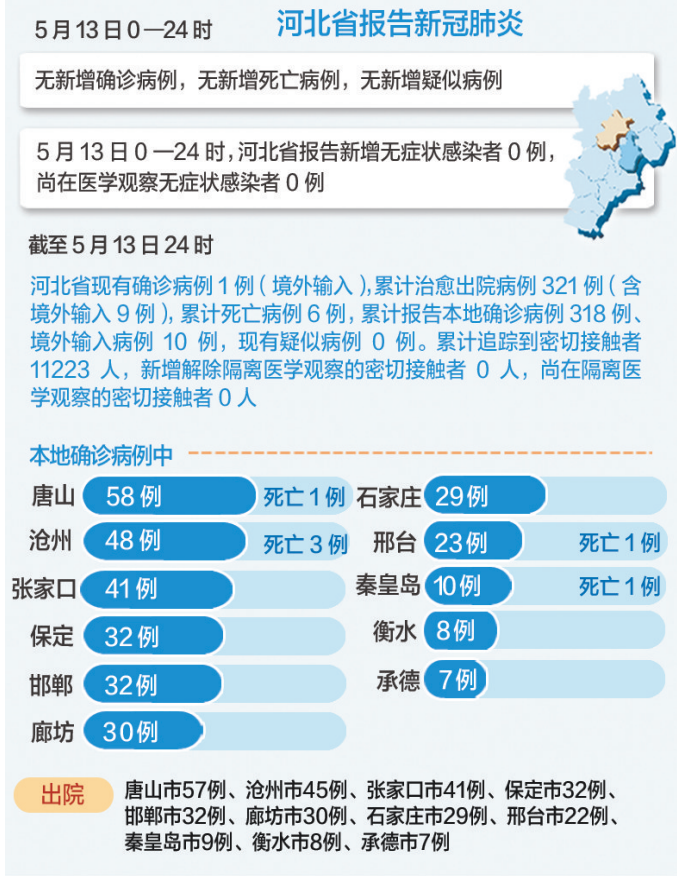 5月13日0—24时
河北省报告新冠肺炎
无新增确诊病例，无新增死亡病例，无新增疑似病例
5月13日0—24时，河北省报告新增无症状感染者0例，
尚在医学观察无症状感染者0例
截至5月13日24时
河北省现有确诊病例1例（境外输入），累计治愈出院病例321例（含
境外输入9例），累计死亡病例6例，累计报告本地确诊病例318例、
境外输入病例10例，现有疑似病例0例。累计追踪到密切接触者
11223人，新增解除隔离医学观察的密切接触者0人，尚在隔离医
学观察的密切接触者0人
本地确诊病例中
唐山 58例 死亡1例
沧州 48例 死亡3例
张家口 41例
保定 32例
邯郸 32例
廊坊 30例
石家庄 29例
邢台 23例 死亡1例
秦皇岛 10例 死亡1例
衡水 8例
承德 7例
出院
唐山市57例、沧州市45例、张家口市41例、保定市32例、
邯郸市32例、廊坊市30例、石家庄市29例、邢台市22例、
秦皇岛市9例、衡水市8例、承德市7例